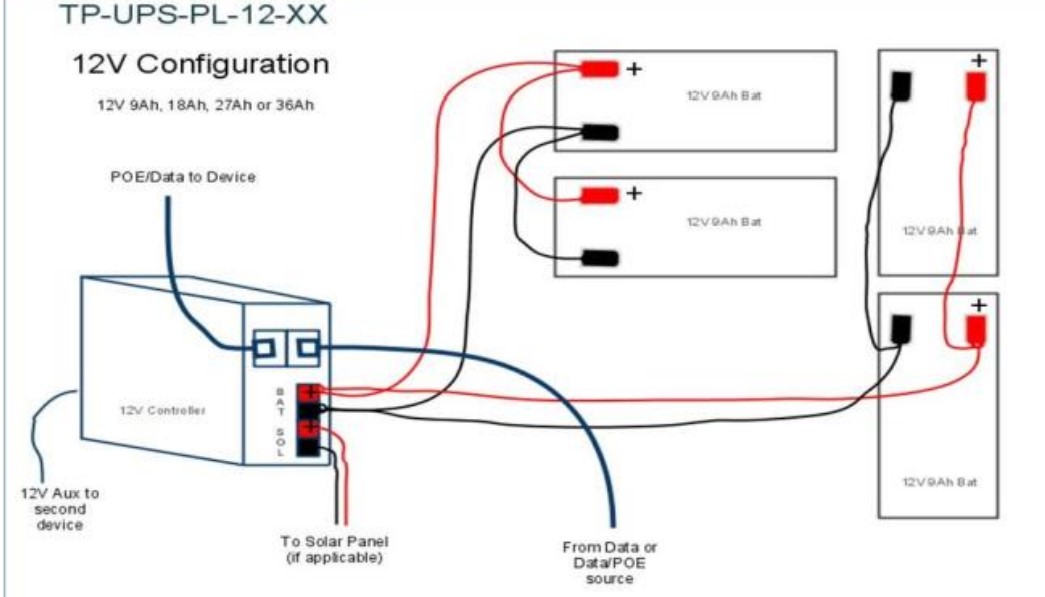 TP-UPS-PL-12-XX
12V Configuration
12V 9Ah, 18Ah, 27Ah or 36Ah
POE/Data to Device
+
12V 9Ah Bat
+
12V 9Ah Bat
+
12V 9Ah Bat
+
12V 9Ah Bat
12V Controller
BAT
+
SOL
+
12V Aux to
second
device
To Solar Panel
(if applicable)
From Data or
Data/POE
source